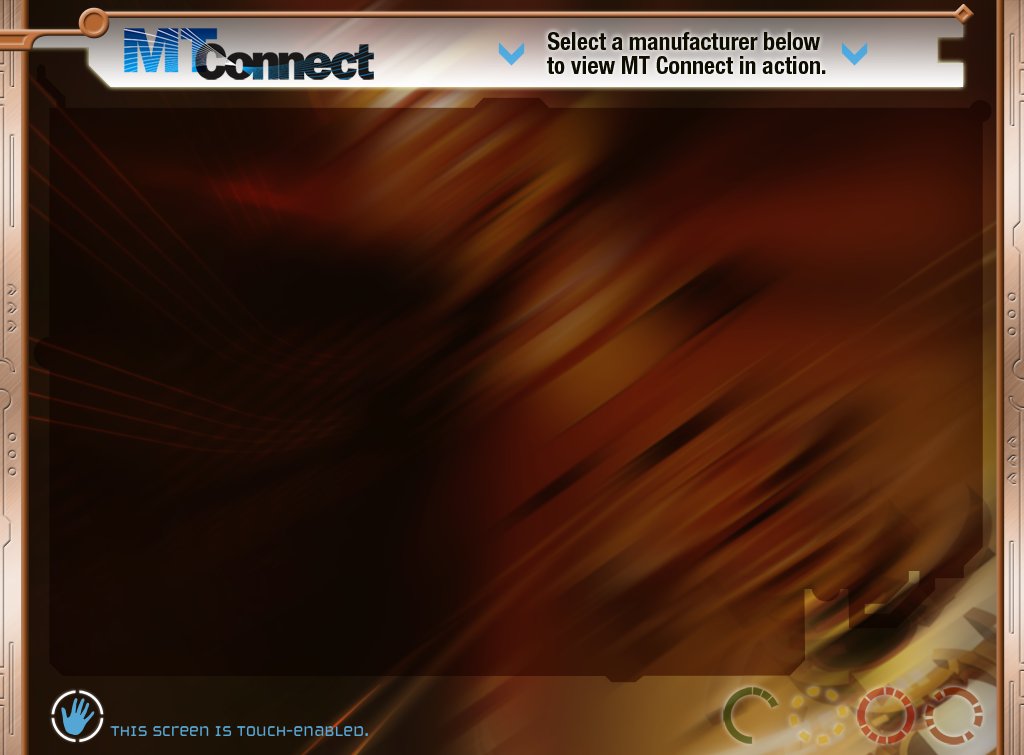 MTConnect
Select a manufacturer below
to view MT Connect in action.
THIS SCREEN IS TOUCH-ENABLED.